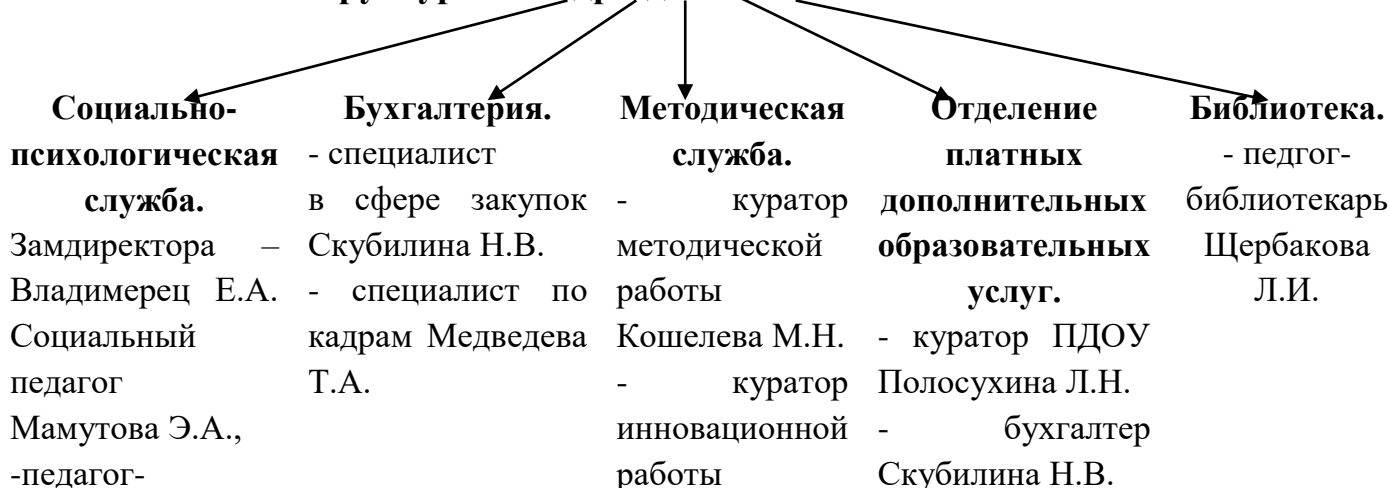 Социально-
психологическая
служба.
Замдиректора –
Владимерец Е.А.
Социальный
педагог
Мамутова Э.А.,
-педагог-
Бухгалтерия.
- специалист
в сфере закупок
Скубилина Н.В.
- специалист по
кадрам Медведева
Т.А.
Методическая
служба.
- куратор
методической
работы
Кошелева М.Н.
- куратор
инновационной
работы
Отделение
платных
дополнительных
образовательных
услуг.
- куратор ПДОУ
Полосухина Л.Н.
- бухгалтер
Скубилина Н.В.
Библиотека.
- педгог-
библиотекарь
Щербакова
Л.И.